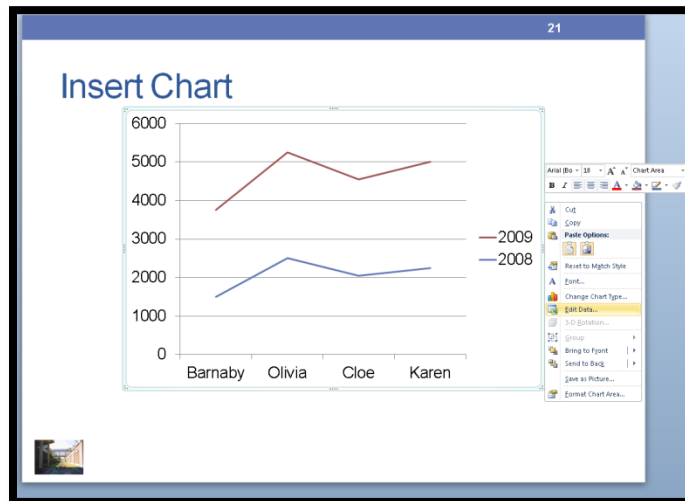 21
Insert Chart
6000
5000
4000
3000
2000
1000
0
Barnaby Olivia Cloe Karen
2009
2008
Arial (Bo 18 A A Chart Area
B I A
Cut
Copy
Paste Options:
Reset to Match Style
Font...
Change Chart Type...
Edit Data...
3-D Rotation...
Group
Bring to Front
Send to Back
Save as Picture...
Format Chart Area...